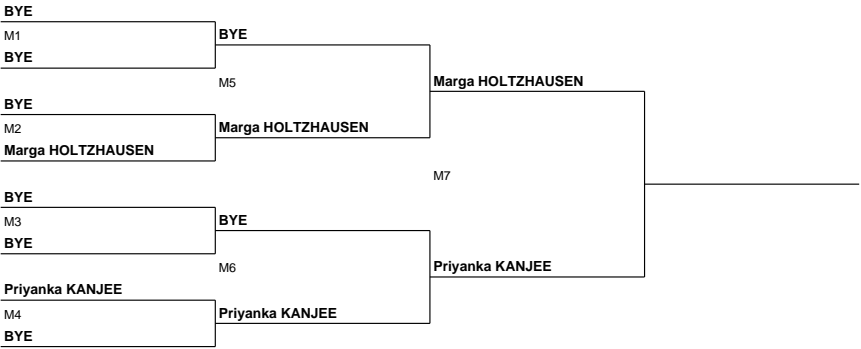 BYE
M1
BYE
BYE
M5
BYE
M2
Marga HOLTZHAUSEN
Marga HOLTZHAUSEN
Marga HOLTZHAUSEN
M7
BYE
M3
BYE
BYE
M6
Priyanka KANJEE
M4
BYE
Priyanka KANJEE
Priyanka KANJEE